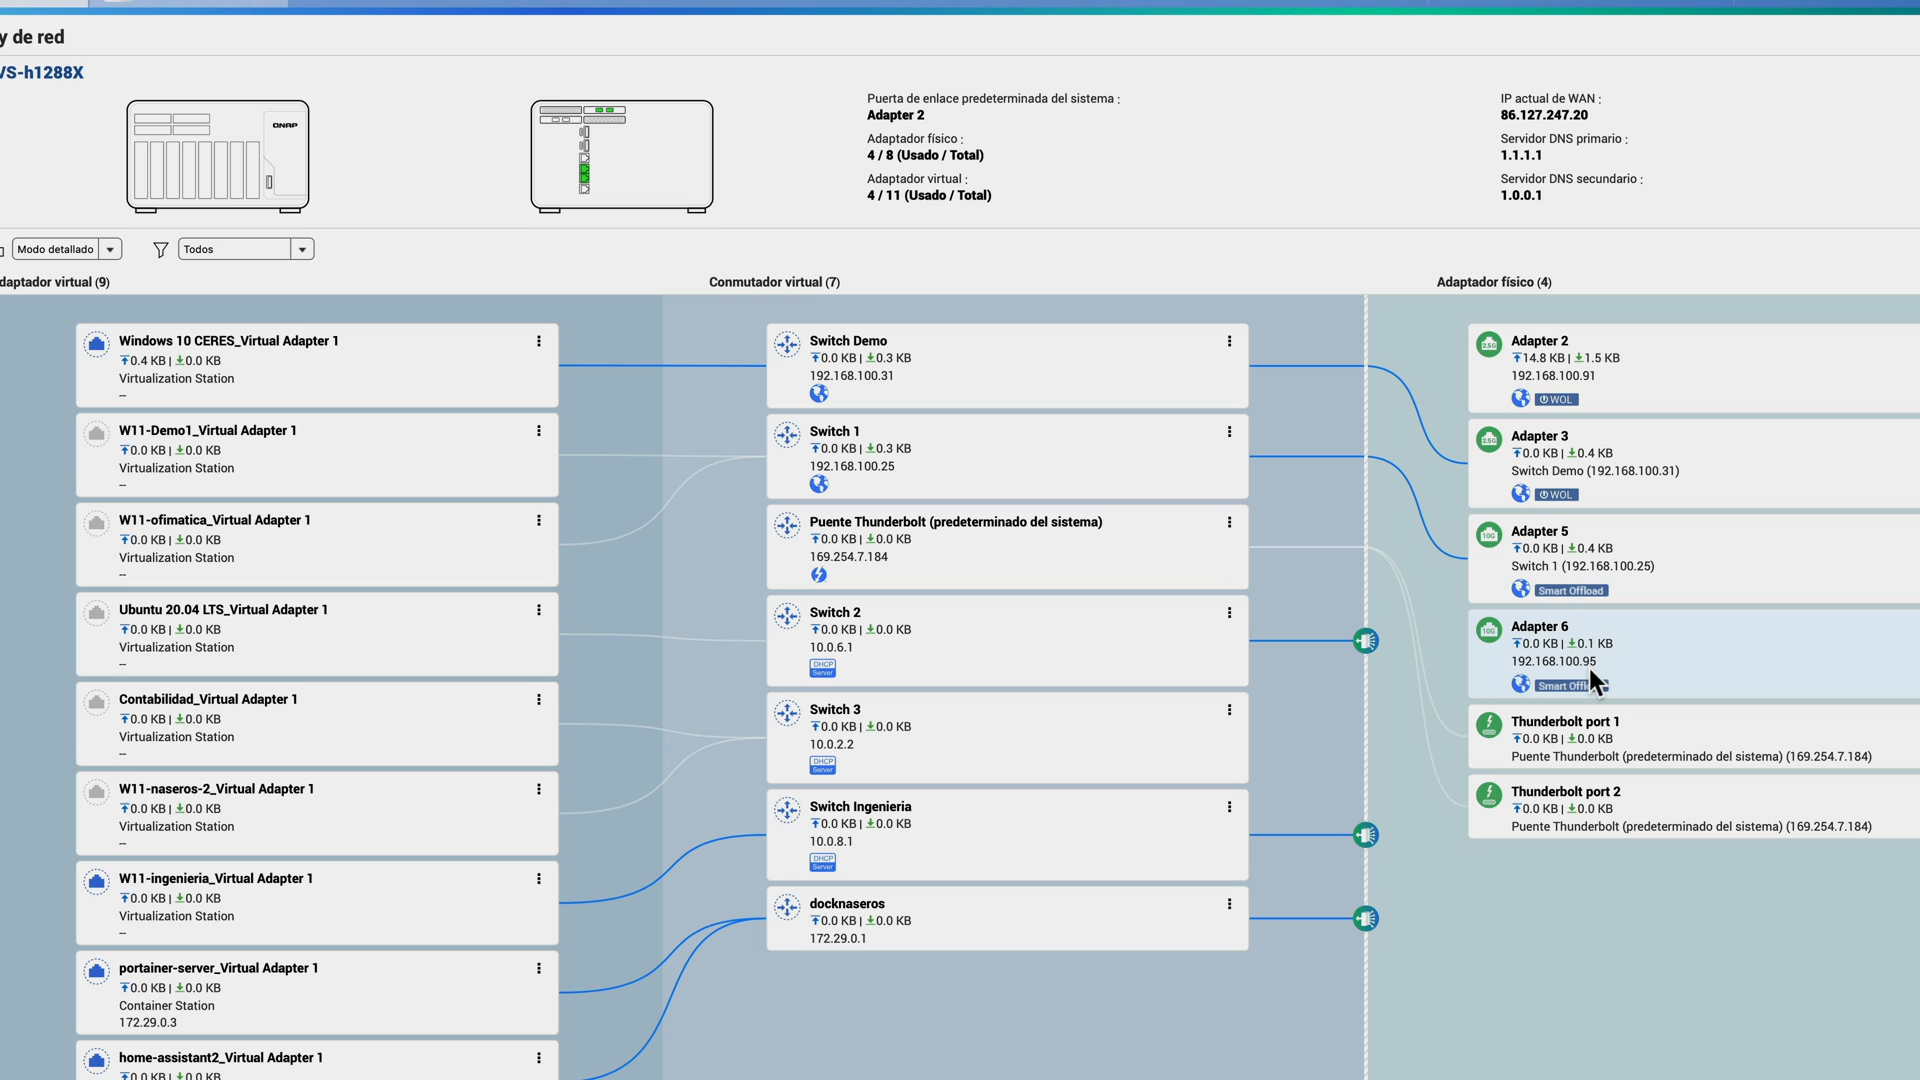 y de red
VS-h1288X
QNAP
Puerta de enlace predeterminada del sistema :
Adapter 2
Adaptador físico :
4 / 8 (Usado / Total)
Adaptador virtual :
4 / 11 (Usado / Total)
IP actual de WAN :
86.127.247.20
Servidor DNS primario :
1.1.1.1
Servidor DNS secundario :
1.0.0.1
Modo detallado
Todos
daptador virtual (9)
Conmutador virtual (7)
Adaptador físico (4)
Windows 10 CERES_Virtual Adapter 1
0.4 KB | 0.0 KB
Virtualization Station
--
W11-Demo1_Virtual Adapter 1
0.0 KB | 0.0 KB
Virtualization Station
--
W11-ofimatica_Virtual Adapter 1
0.0 KB | 0.0 KB
Virtualization Station
--
Ubuntu 20.04 LTS_Virtual Adapter 1
0.0 KB | 0.0 KB
Virtualization Station
--
Contabilidad_Virtual Adapter 1
0.0 KB | 0.0 KB
Virtualization Station
--
W11-naseros-2_Virtual Adapter 1
0.0 KB | 0.0 KB
Virtualization Station
--
W11-ingenieria_Virtual Adapter 1
0.0 KB | 0.0 KB
Virtualization Station
--
portainer-server_Virtual Adapter 1
0.0 KB | 0.0 KB
Container Station
172.29.0.3
home-assistant2_Virtual Adapter 1
0.0 KB | 0.0 KB
Switch Demo
0.0 KB | 0.3 KB
192.168.100.31
Switch 1
0.0 KB | 0.3 KB
192.168.100.25
Puente Thunderbolt (predeterminado del sistema)
0.0 KB | 0.0 KB
169.254.7.184
Switch 2
0.0 KB | 0.0 KB
10.0.6.1
DHCP
Server
Switch 3
0.0 KB | 0.0 KB
10.0.2.2
DHCP
Server
Switch Ingenieria
0.0 KB | 0.0 KB
10.0.8.1
DHCP
Server
docknaseros
0.0 KB | 0.0 KB
172.29.0.1
2.5G
Adapter 2
14.8 KB | 1.5 KB
192.168.100.91
WOL
2.5G
Adapter 3
0.0 KB | 0.4 KB
Switch Demo (192.168.100.31)
WOL
10G
Adapter 5
0.0 KB | 0.4 KB
Switch 1 (192.168.100.25)
Smart Offload
10G
Adapter 6
0.0 KB | 0.1 KB
192.168.100.95
Smart
Thunderbolt port 1
0.0 KB | 0.0 KB
Puente Thunderbolt (predeterminado del sistema) (169.254.7.184)
Thunderbolt port 2
0.0 KB | 0.0 KB
Puente Thunderbolt (predeterminado del sistema) (169.254.7.184)